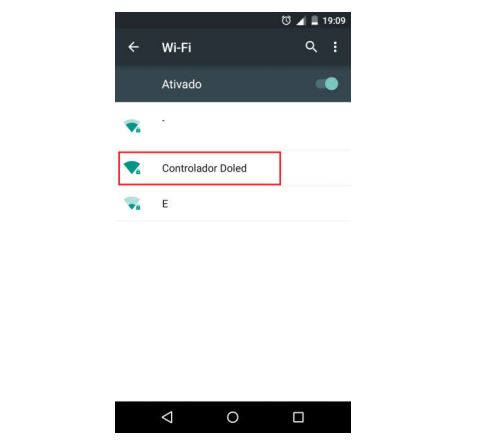 19:09
Wi-Fi
Ativado
-
Controlador Doled
E